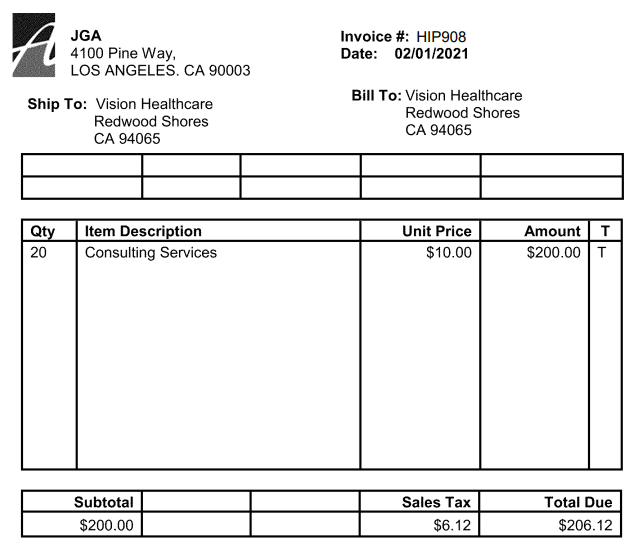 JGA
4100 Pine Way,
LOS ANGELES. CA 90003
Invoice #: HIP908
Date: 02/01/2021
Ship To: Vision Healthcare
Redwood Shores
CA 94065
Bill To: Vision Healthcare
Redwood Shores
CA 94065
Qty Item Description Unit Price Amount T
20 Consulting Services $10.00 $200.00 T
Subtotal Sales Tax Total Due
$200.00 $6.12 $206.12